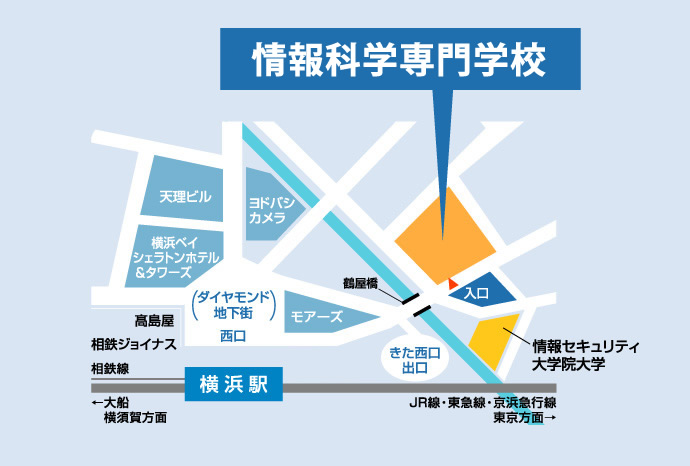 情報科学専門学校
天理ビル
ヨドバシ
カメラ
横浜ベイ
シェラトンホテル
&タワーズ
鶴屋橋
入口
(ダイヤモンド)
地下街
西口
モアーズ
髙島屋
相鉄ジョイナス
きた西口
出口
情報セキュリティ
大学院大学
相鉄線
横浜駅
←大船
横須賀方面
JR線・東急線・京浜急行線
東京方面→